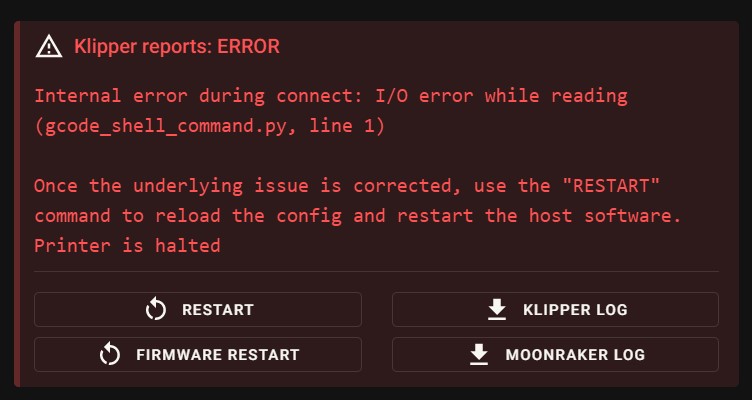 Klipper reports: ERROR
Internal error during connect: I/O error while reading
(gcode_shell_command.py, line 1)
Once the underlying issue is corrected, use the "RESTART"
command to reload the config and restart the host software.
Printer is halted
RESTART
KLIPPER LOG
FIRMWARE RESTART
MOONRAKER LOG